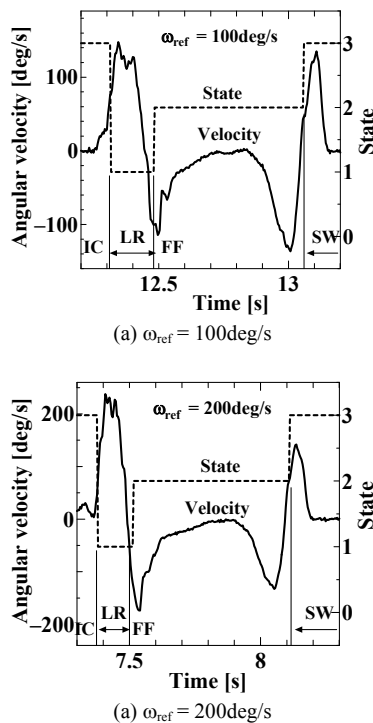 ω_ref = 100deg/s
Angular velocity [deg/s]
100
0
−100
State
Velocity
3
2
1
0
State
IC LR FF SW
12.5 13
Time [s]
(a) ω_ref = 100deg/s
ω_ref = 200deg/s
Angular velocity [deg/s]
200
0
−200
State
Velocity
3
2
1
0
State
IC LR FF SW
7.5 8
Time [s]
(a) ω_ref = 200deg/s